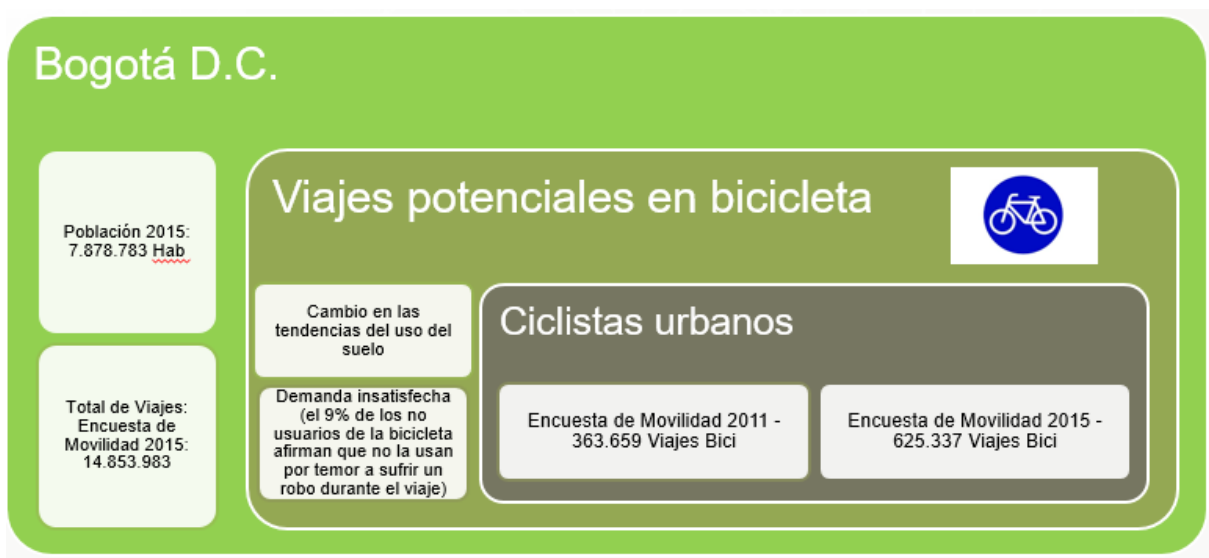 Bogotá D.C.
Población 2015:
7.878.783 Hab
Total de Viajes:
Encuesta de
Movilidad 2015:
14.853.983
Viajes potenciales en bicicleta
Cambio en las
tendencias del uso del
suelo
Demanda insatisfecha
(el 9% de los no
usuarios de la bicicleta
afirman que no la usan
por temor a sufrir un
robo durante el viaje)
Ciclistas urbanos
Encuesta de Movilidad 2011 -
363.659 Viajes Bici
Encuesta de Movilidad 2015 -
625.337 Viajes Bici